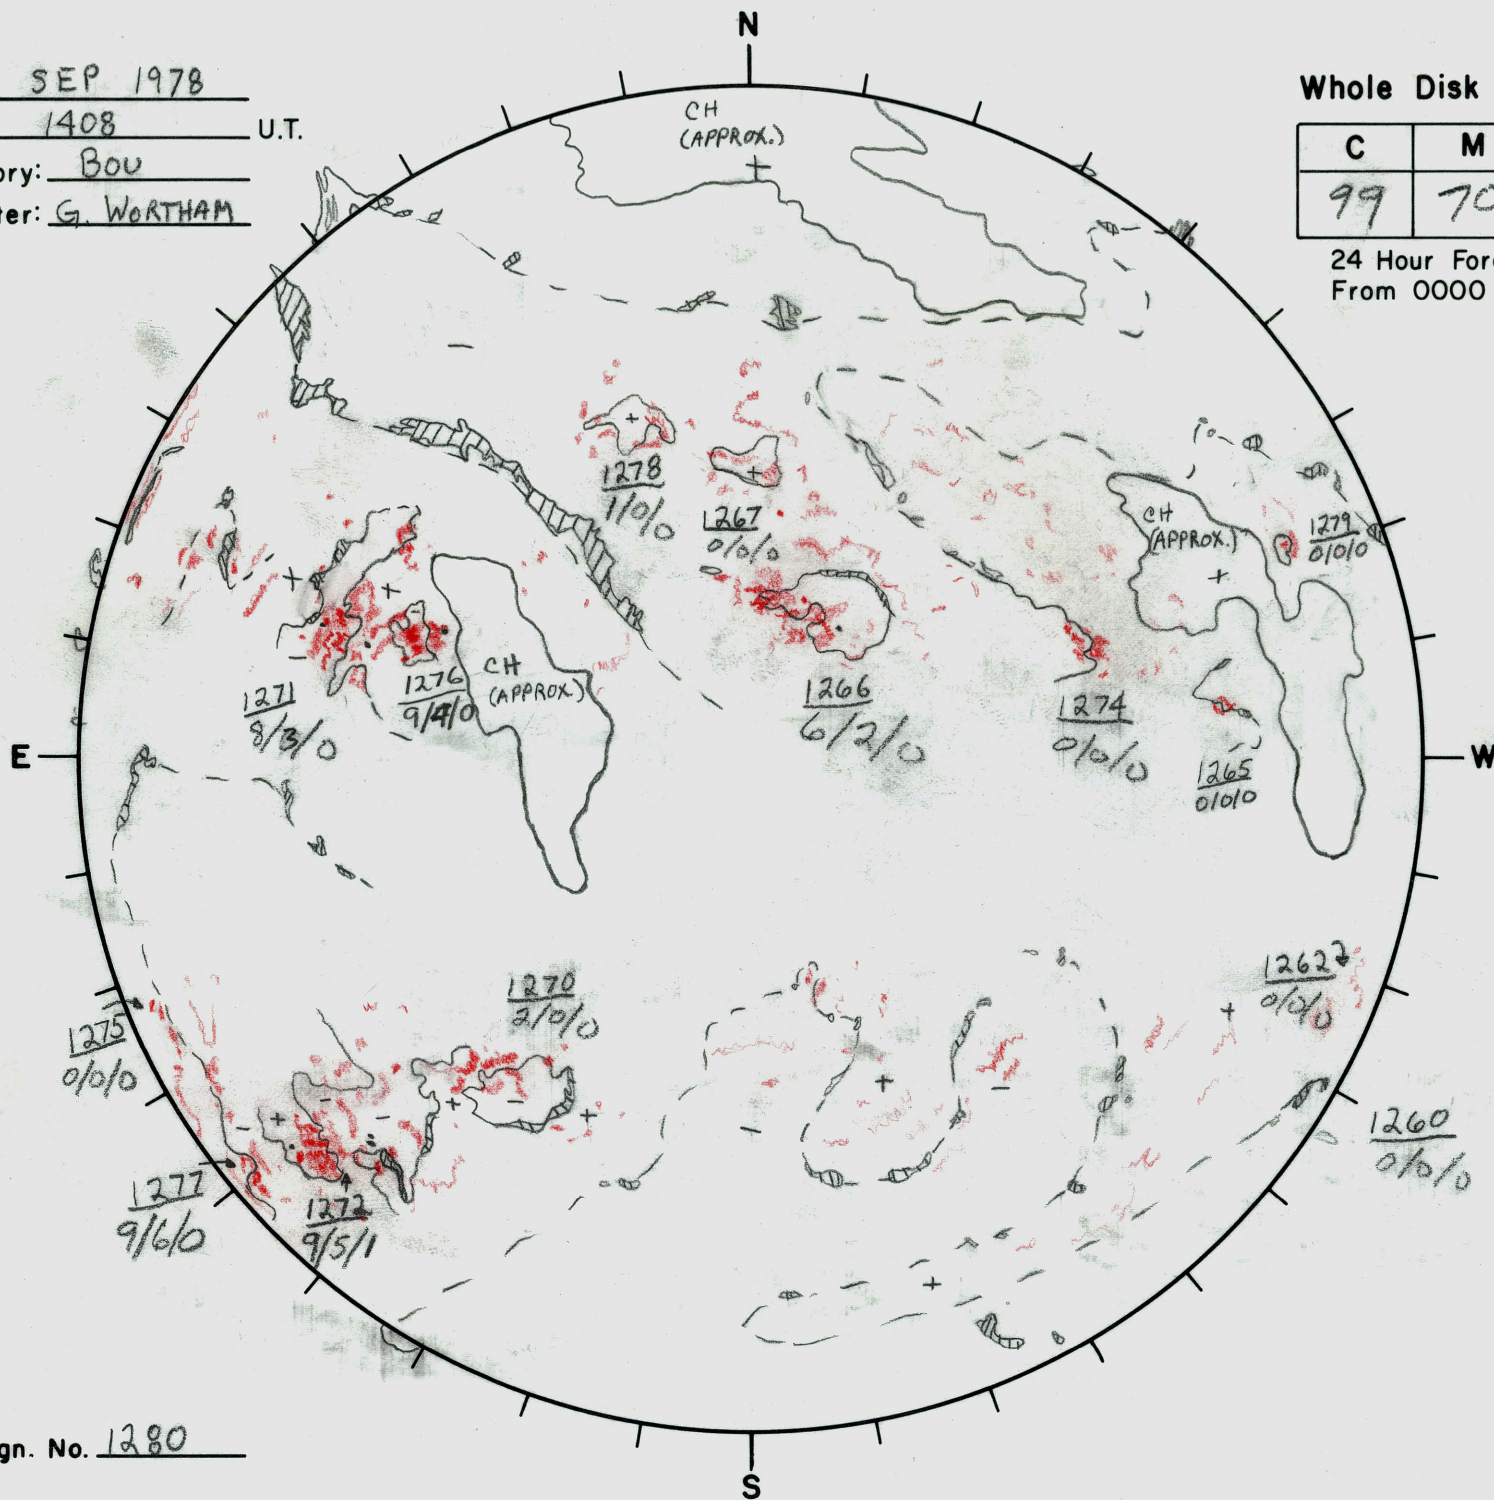 N
SEP 1978
1408 U.T.
ory: BOU
ter: G. WORTHAM
Whole Disk
C M
99 70
24 Hour Fore
From 0000
CH
(APPROX.)
+
−
+
1278
1/0/0
+
1267
0/0/0
CH
(APPROX.)
+
1279
0/0/0
+
+
−
−
1271
8/3/0
1276
9/4/0
CH
(APPROX.)
1266
6/2/0
1274
0/0/0
1265
0/0/0
E
W
1275
0/0/0
1270
2/0/0
1262
0/0/0
+
+
−
−
+
−
−
+
−
+
−
1277
9/6/0
1272
9/5/1
1260
0/0/0
+
gn. No. 1280
S